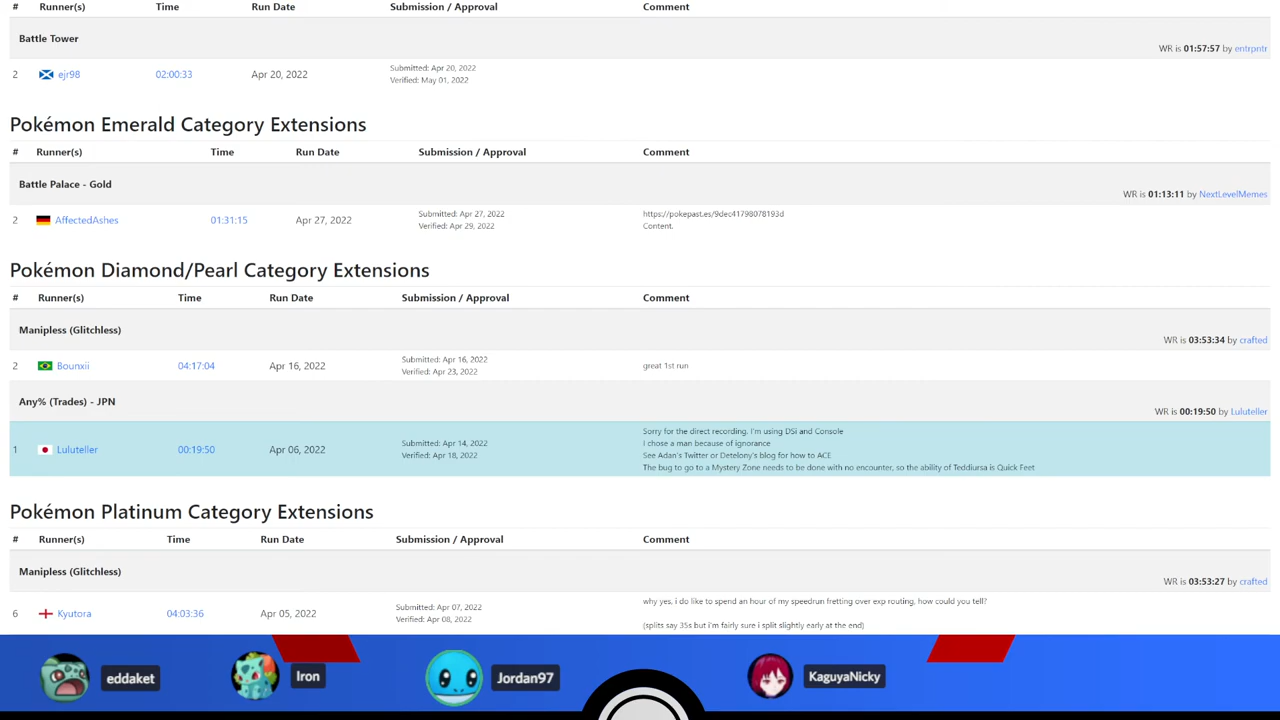 # Runner(s) Time Run Date Submission / Approval Comment
Battle Tower
WR is 01:57:57 by entrpntr
2 ejr98 02:00:33 Apr 20, 2022 Submitted: Apr 20, 2022
Verified: May 01, 2022
Pokémon Emerald Category Extensions
# Runner(s) Time Run Date Submission / Approval Comment
Battle Palace - Gold
WR is 01:13:11 by NextLevelMemes
2 AffectedAshes 01:31:15 Apr 27, 2022 Submitted: Apr 27, 2022 https://pokepast.es/9dec41798078193d
Verified: Apr 29, 2022 Content.
Pokémon Diamond/Pearl Category Extensions
# Runner(s) Time Run Date Submission / Approval Comment
Manipless (Glitchless)
WR is 03:53:34 by crafted
2 Bounxii 04:17:04 Apr 16, 2022 Submitted: Apr 16, 2022 great 1st run
Verified: Apr 23, 2022
Any% (Trades) - JPN
WR is 00:19:50 by Lululteller
1 Luluteller 00:19:50 Apr 06, 2022 Submitted: Apr 14, 2022
Verified: Apr 18, 2022
Sorry for the direct recording. I'm using DSi and Console
I chose a man because of ignorance
See Adan's Twitter or Detelony's blog for how to ACE
The bug to go to a Mystery Zone needs to be done with no encounter, so the ability of Teddiursa is Quick Feet
Pokémon Platinum Category Extensions
# Runner(s) Time Run Date Submission / Approval Comment
Manipless (Glitchless)
WR is 03:53:27 by crafted
6 Kyutora 04:03:36 Apr 05, 2022 Submitted: Apr 07, 2022
Verified: Apr 08, 2022
why yes, i do like to spend an hour of my speedrun fretting over exp routing, how could you tell?
(splits say 35s but i'm fairly sure i split slightly early at the end)
eddaket Iron Jordan97 KaguyaNicky